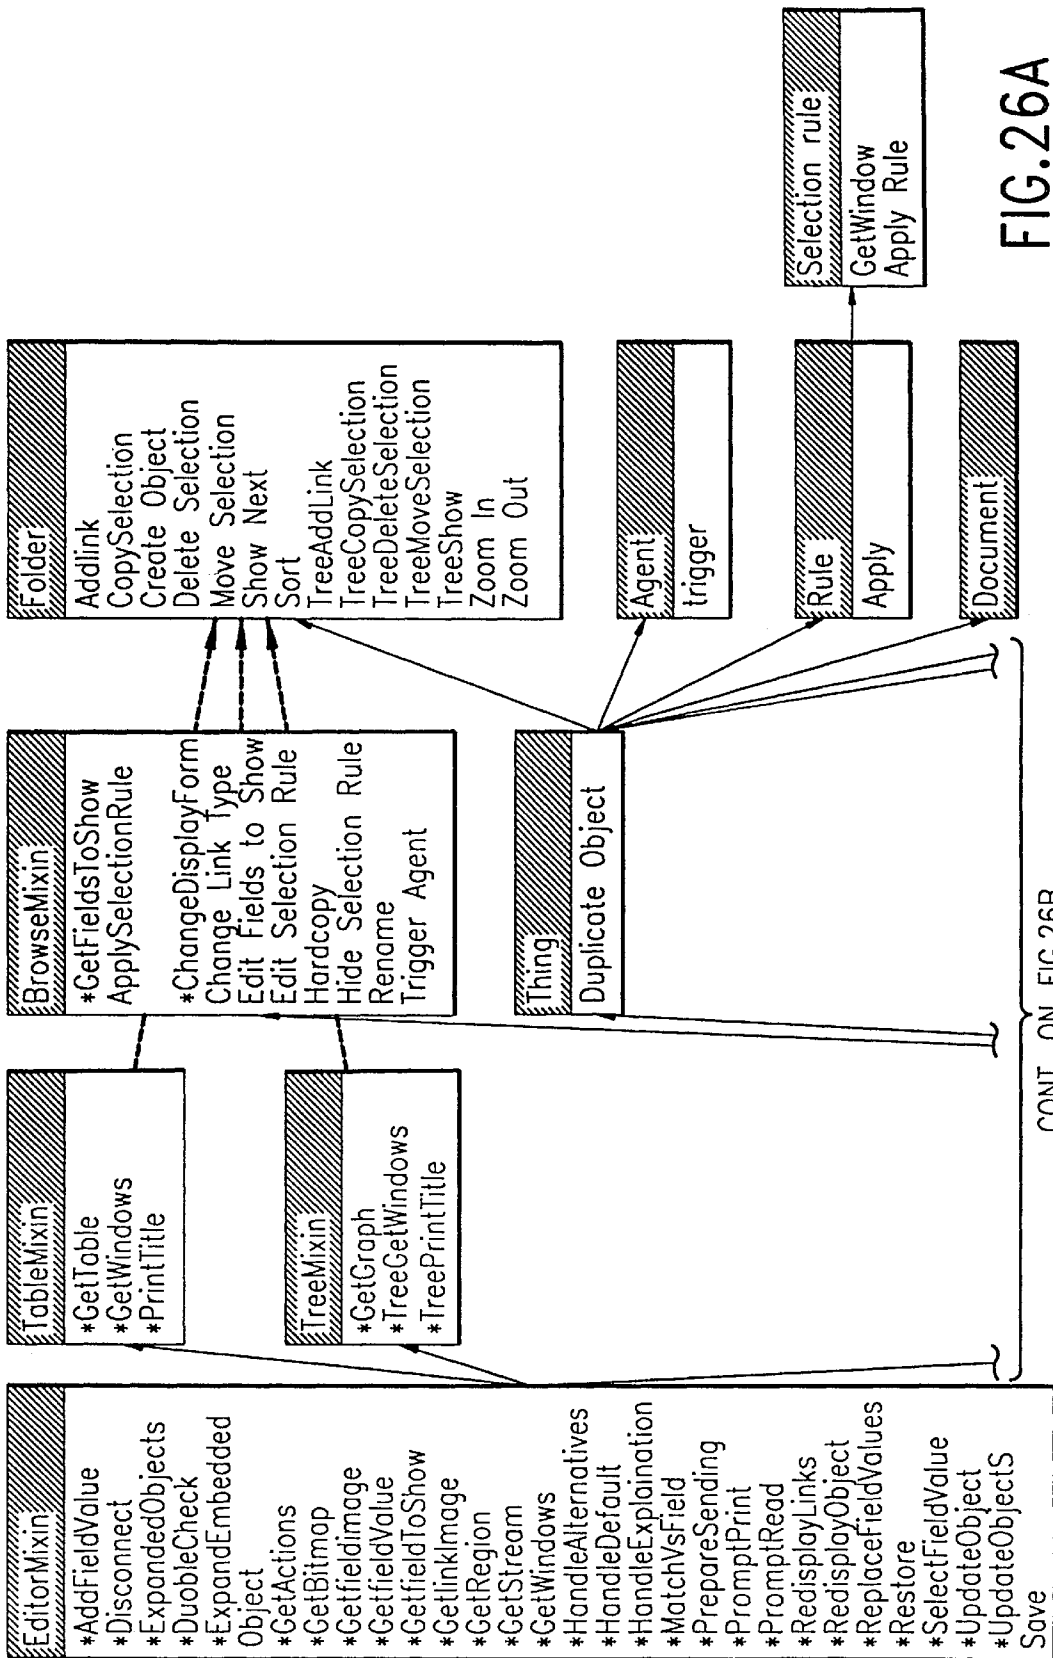 EditorMixin
*AddFieldValue
*Disconnect
*ExpandedObjects
*DuobleCheck
*ExpandEmbedded
Object
*GetActions
*GetBitmap
*Getfieldimage
*GetfieldValue
*GetfieldToShow
*GetlinkImage
*GetRegion
*GetStream
*GetWindows
*HandleAlternatives
*HandleDefault
*HandleExplaination
*MatchVsField
*PrepareSending
*PromptPrint
*PromptRead
*RedisplayLinks
*RedisplayObject
*ReplaceFieldValues
*Restore
*SelectFieldValue
*UpdateObject
*UpdateObjectS
Save
TableMixin
*GetTable
*GetWindows
*PrintTitle
TreeMixin
*GetGraph
*TreeGetWindows
*TreePrintTitle
BrowseMixin
*GetFieldsToShow
ApplySelectionRule
*ChangeDisplayForm
Change Link Type
Edit Fields to Show
Edit Selection Rule
Hardcopy
Hide Selection Rule
Rename
Trigger Agent
Thing
Duplicate Object
Folder
Addlink
CopySelection
Create Object
Delete Selection
Move Selection
Show Next
Sort
TreeAddLink
TreeCopySelection
TreeDeleteSelection
TreeMoveSelection
TreeShow
Zoom In
Zoom Out
Agent
trigger
Rule
Apply
Document
Selection rule
GetWindow
Apply Rule
CONT. ON FIG.26B
FIG.26A